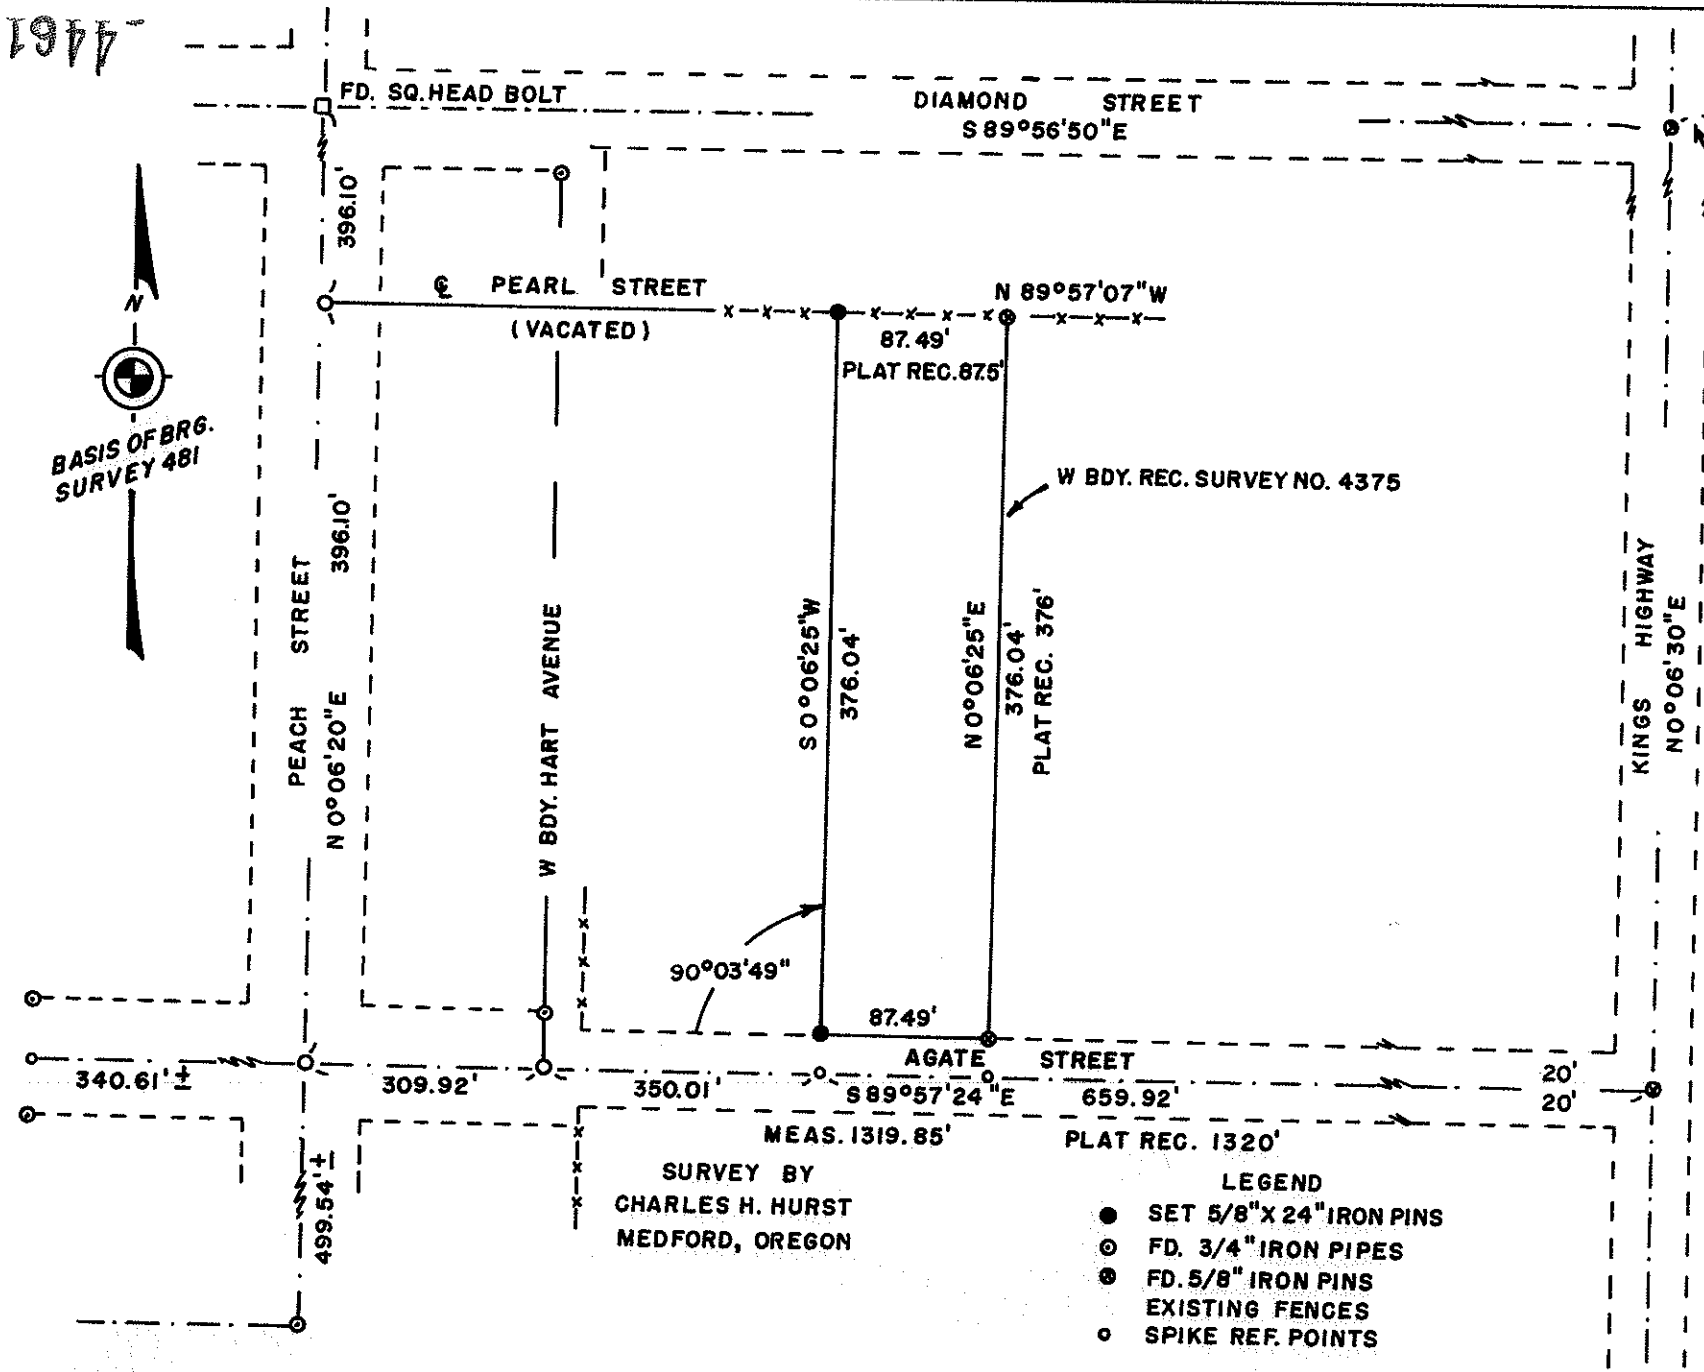 4461
FD. SQ. HEAD BOLT
DIAMOND STREET
S 89°56'50"E
396.10'
℄ PEARL STREET
(VACATED)
N 89°57'07"W
87.49'
PLAT REC. 87.5'
N
BASIS OF BRG.
SURVEY 481
W BDY. REC. SURVEY NO. 4375
396.10'
PEACH STREET
N 0°06'20"E
W BDY. HART AVENUE
S 0°06'25"W
376.04'
N 0°06'25"E
376.04'
PLAT REC. 376'
KINGS HIGHWAY
N 0°06'30"E
90°03'49"
87.49'
AGATE STREET
340.61'±
309.92'
350.01'
S 89°57'24"E
659.92'
20'
20'
MEAS. 1319.85'
PLAT REC. 1320'
499.54'±
SURVEY BY
CHARLES H. HURST
MEDFORD, OREGON
LEGEND
SET 5/8"X 24" IRON PINS
FD. 3/4" IRON PIPES
FD. 5/8" IRON PINS
EXISTING FENCES
SPIKE REF. POINTS